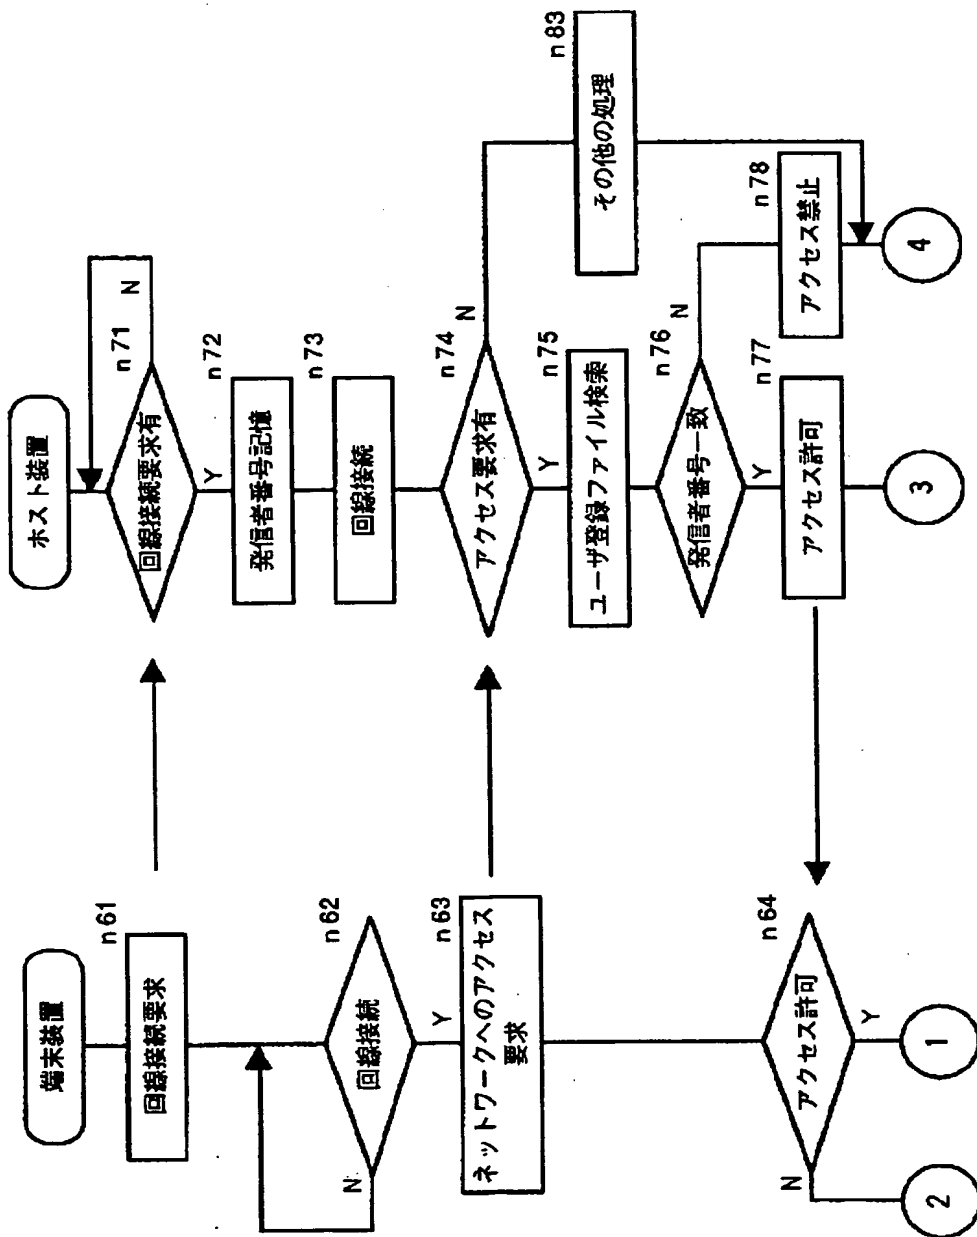 端末装置
n61
回線接続要求
n62
回線接続
N
Y
n63
ネットワークへのアクセス
要求
n64
アクセス許可
N
Y
2
1
ホスト装置
n71
回線接続要求有
N
Y
n72
発信者番号記憶
n73
回線接続
n74
アクセス要求有
N
Y
n75
ユーザ登録ファイル検索
n76
発信者番号一致
N
Y
n77
アクセス許可
n78
アクセス禁止
n83
その他の処理
3
4